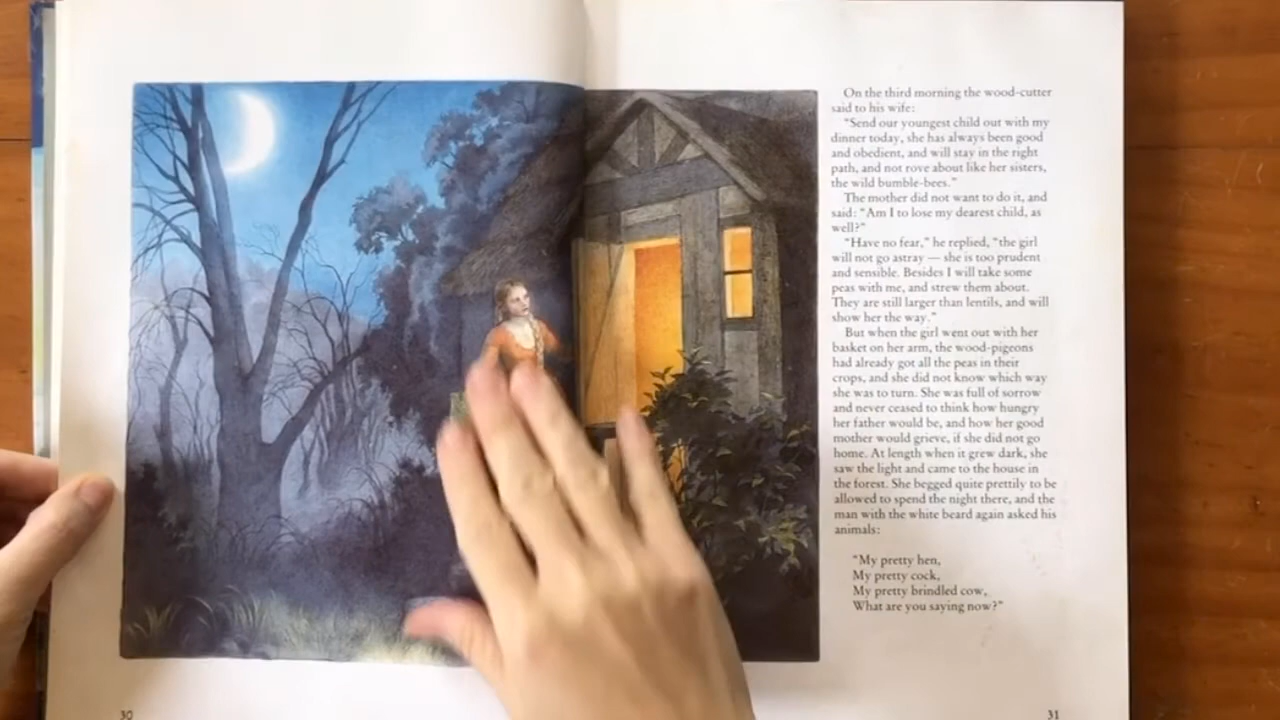 On the third morning the wood-cutter
said to his wife:
"Send our youngest child out with my
dinner today, she has always been good
and obedient, and will stay in the right
path, and not rove about like her sisters,
the wild bumble-bees."
The mother did not want to do it, and
said: "Am I to lose my dearest child, as
well?"
"Have no fear," he replied, "the girl
will not go astray — she is too prudent
and sensible. Besides I will take some
peas with me, and strew them about.
They are still larger than lentils, and will
show her the way."
But when the girl went out with her
basket on her arm, the wood-pigeons
had already got all the peas in their
crops, and she did not know which way
she was to turn. She was full of sorrow
and never ceased to think how hungry
her father would be, and how her good
mother would grieve, if she did not go
home. At length when it grew dark, she
saw the light and came to the house in
the forest. She begged quite prettily to be
allowed to spend the night there, and the
man with the white beard again asked his
animals:
"My pretty hen,
My pretty cock,
My pretty brindled cow,
What are you saying now?"
30
31